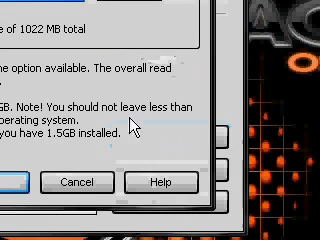 e of 1022 MB total
ne option available. The overall read
GB. Note! You should not leave less than
perating system.
you have 1.5GB installed.
Cancel
Help